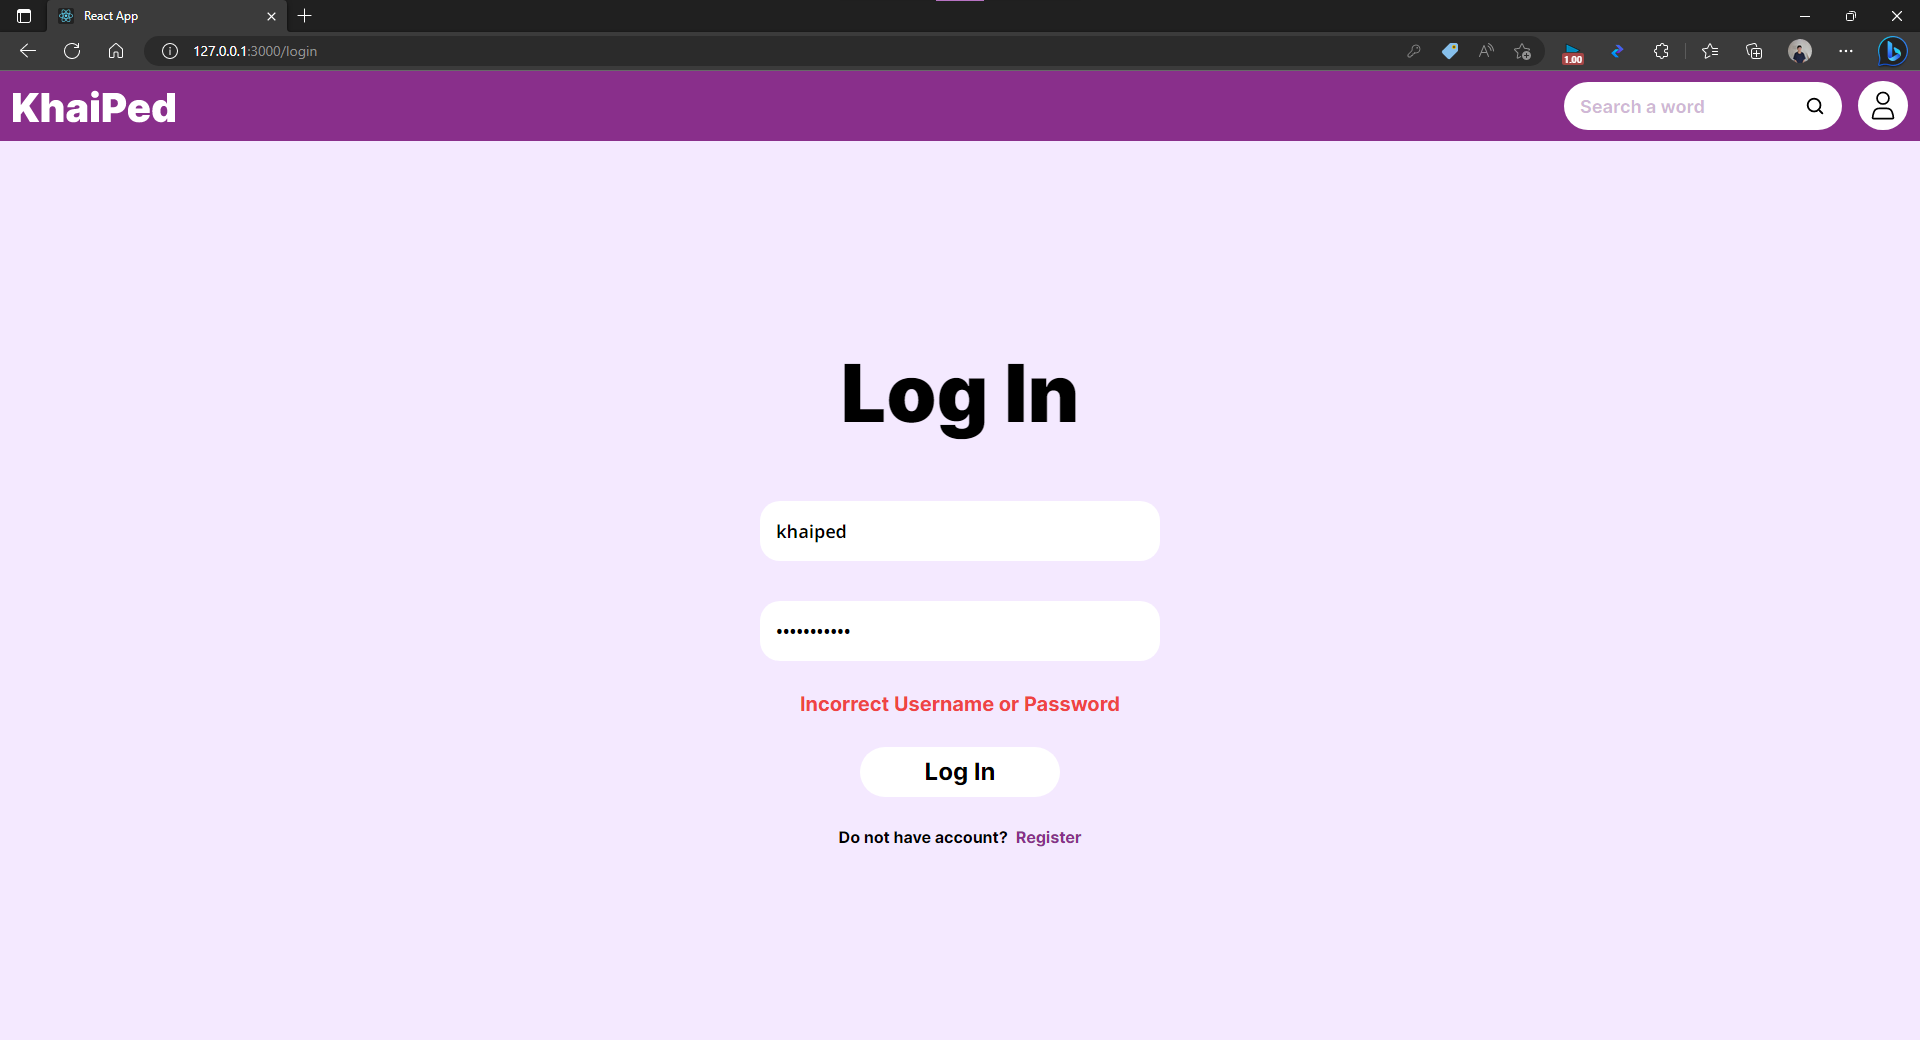 React App
127.0.0.1:3000/login
1.00
KhaiPed
Search a word
Log In
khaiped
•••••••••••
Incorrect Username or Password
Log In
Do not have account? Register